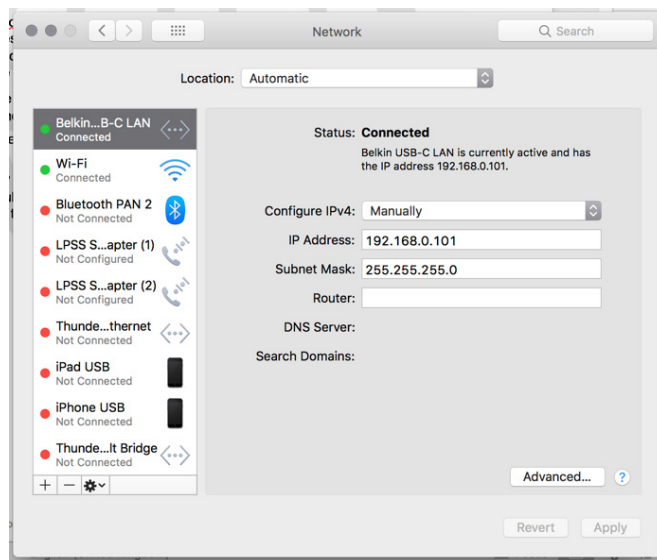 Network
Search
Location: Automatic
Belkin...B-C LAN
Connected
Wi-Fi
Connected
Bluetooth PAN 2
Not Connected
LPSS S...apter (1)
Not Configured
LPSS S...apter (2)
Not Configured
Thunde...thernet
Not Connected
iPad USB
Not Connected
iPhone USB
Not Connected
Thunde...lt Bridge
Not Connected
Status: Connected
Belkin USB-C LAN is currently active and has
the IP address 192.168.0.101.
Configure IPv4: Manually
IP Address: 192.168.0.101
Subnet Mask: 255.255.255.0
Router:
DNS Server:
Search Domains:
Advanced... ?
Revert Apply